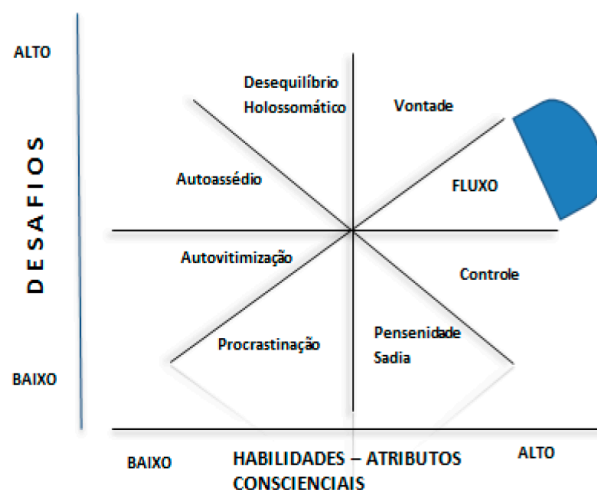 ALTO
DESAFIOS
BAIXO
Desequilíbrio
Holossomático
Vontade
Autoassédio
FLUXO
Autovitimização
Controle
Procrastinação
Pensenidade
Sadia
BAIXO
HABILIDADES – ATRIBUTOS
CONSCIENCIAIS
ALTO